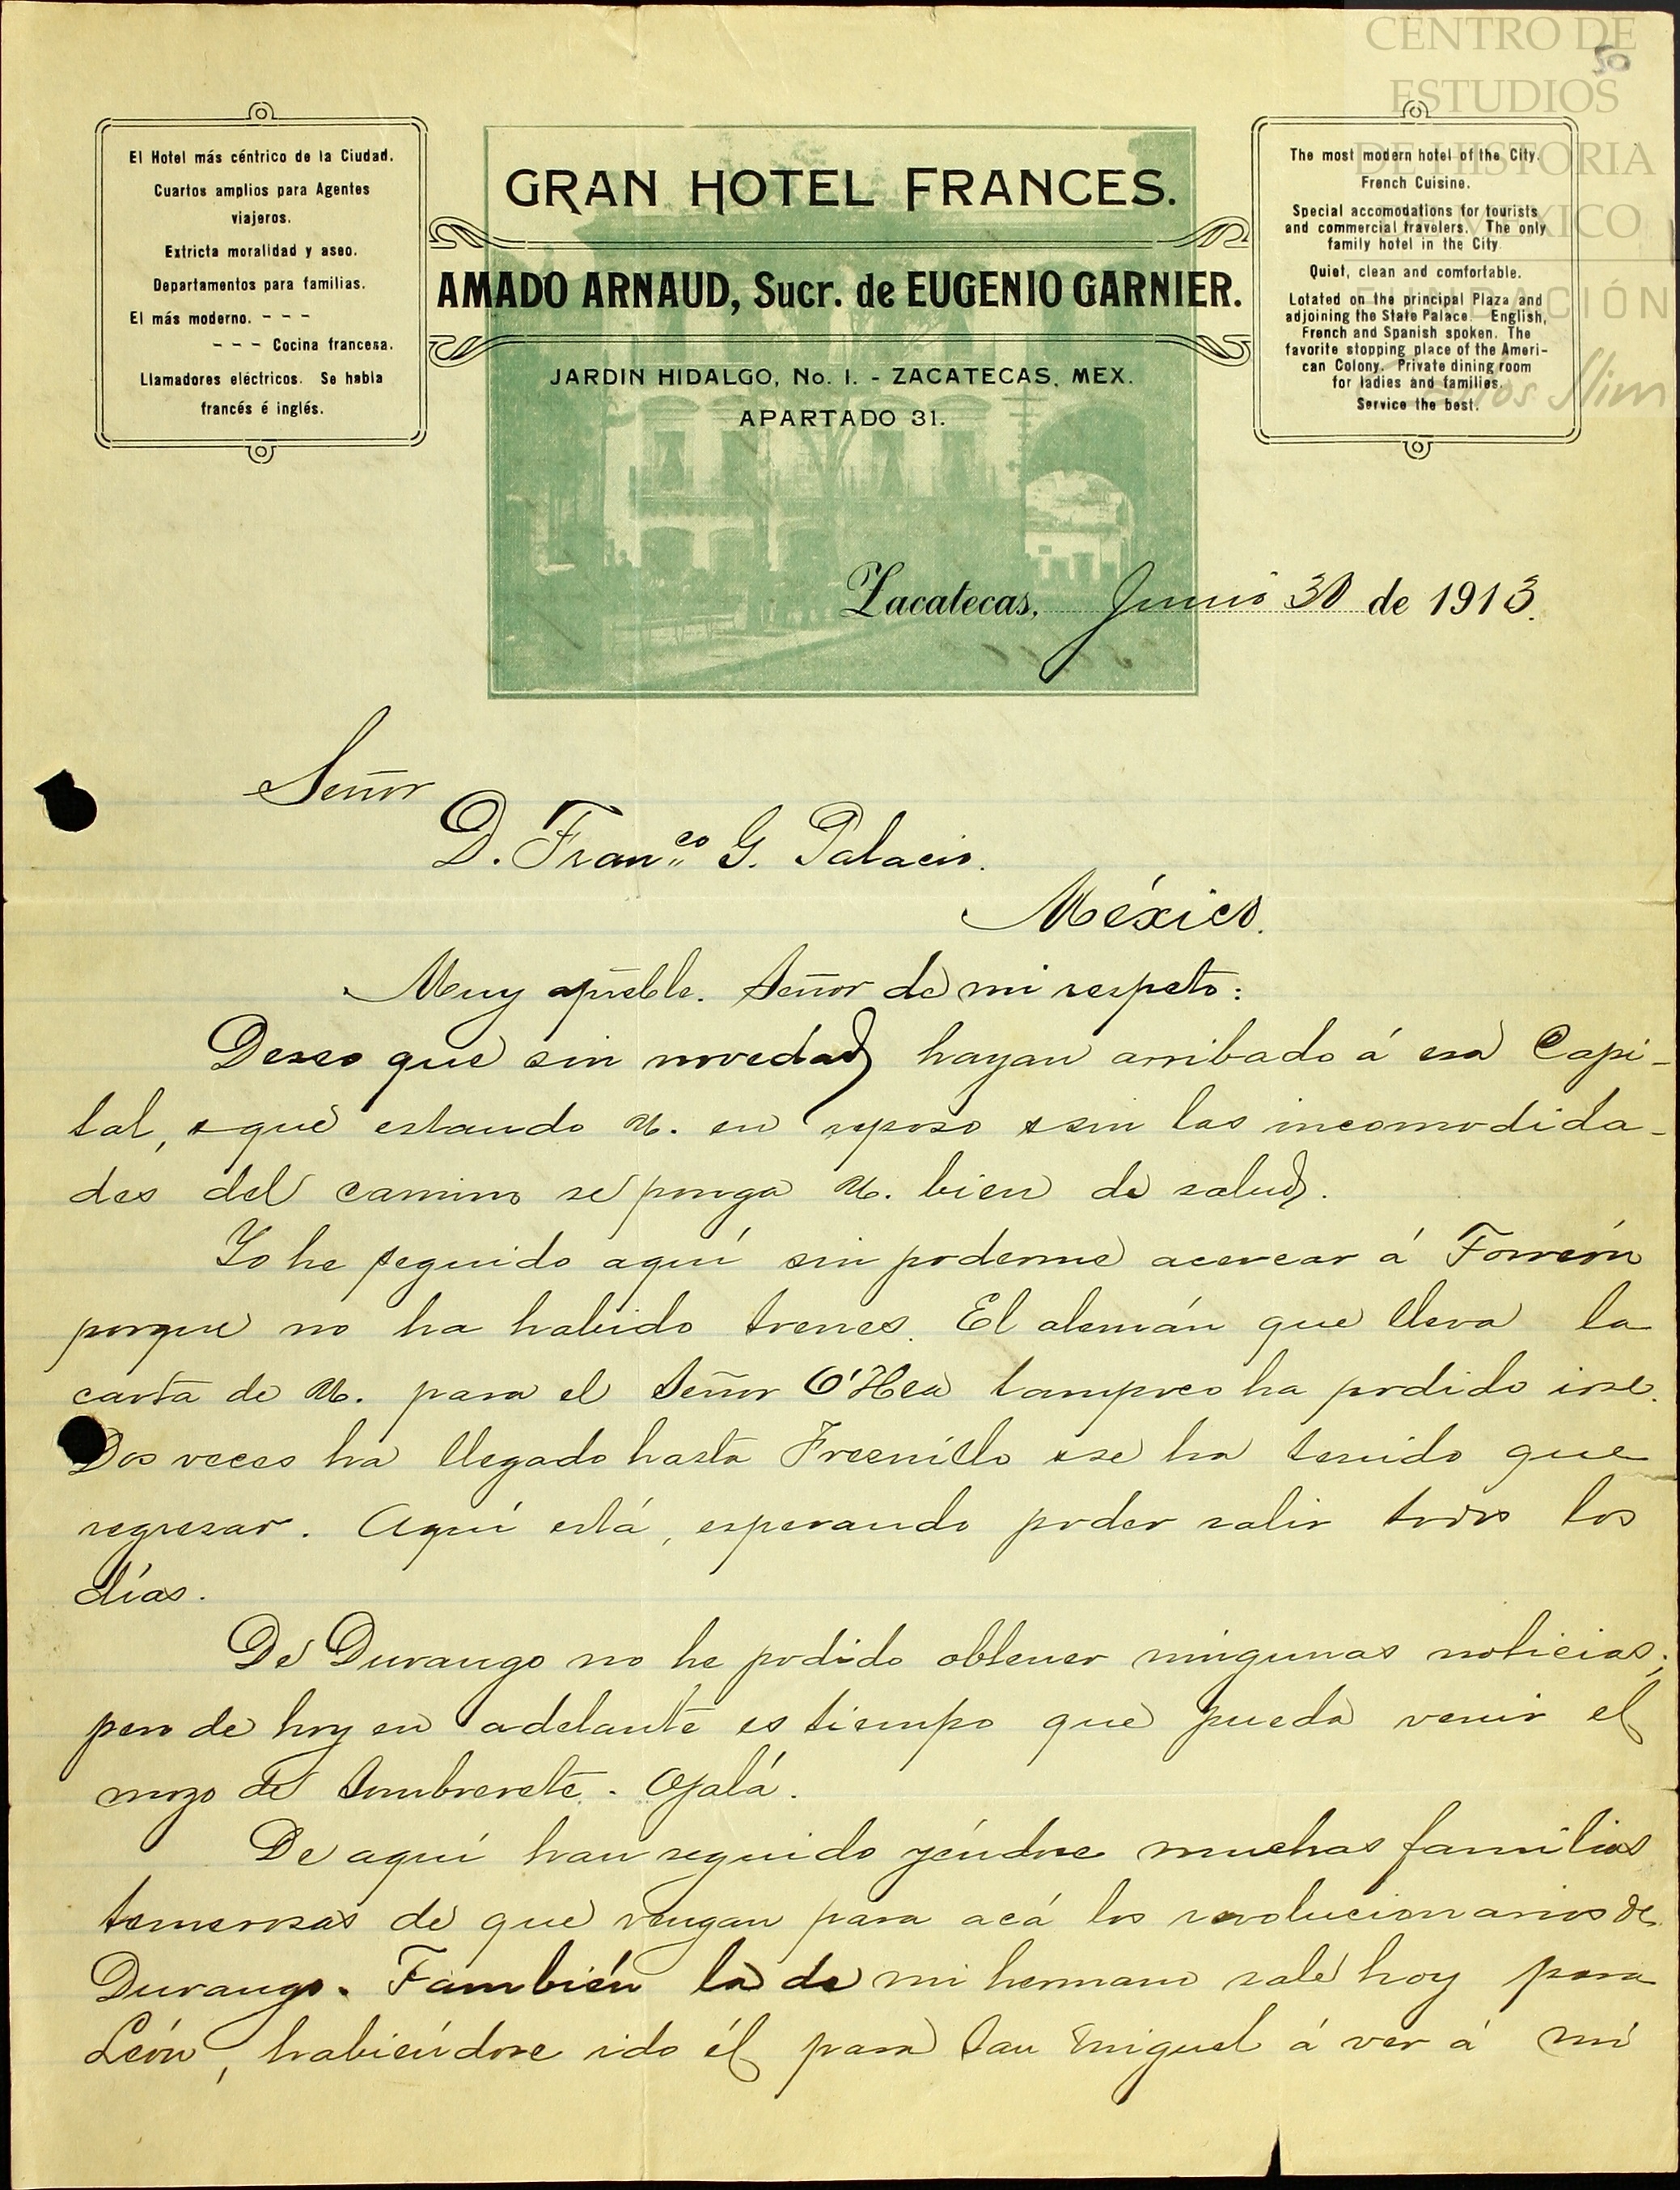 CENTRO DE
ESTUDIOS
DE HISTORIA
DE MÉXICO
FUNDACIÓN
Carlos Slim
50
El Hotel más céntrico de la Ciudad.
Cuartos amplios para Agentes
viajeros.
Extricta moralidad y aseo.
Departamentos para familias.
El más moderno. - - -
- - - Cocina francesa.
Llamadores eléctricos. Se habla
francés é inglés.
GRAN HOTEL FRANCES.
AMADO ARNAUD, Sucr. de EUGENIO GARNIER.
JARDIN HIDALGO, No. 1. - ZACATECAS, MEX.
APARTADO 31.
The most modern hotel of the City.
French Cuisine.
Special accomodations for tourists
and commercial travelers. The only
family hotel in the City.
Quiet, clean and comfortable.
Lotated on the principal Plaza and
adjoining the State Palace. English,
French and Spanish spoken. The
favorite stopping place of the Ameri-
can Colony. Private dining room
for ladies and families.
Service the best.
Zacatecas, Junio 30 de 1913.
Señor
D. Franco G. Palacio.
México.
Muy apreble. Señor de mi respeto:
Deseo que sin novedad hayan arribado á esa Capi-
tal, y que estando U. en reposo y sin las incomodida-
des del camino se ponga U. bien de salud.
Yo he seguido aquí sin poderme acercar á Torreón
porque no ha habido trenes. El alemán que lleva la
carta de U. para el Señor O'Hea tampoco ha podido irse.
Dos veces ha llegado hasta Fresnillo y se ha tenido que
regresar. Aquí está, esperando poder salir todos los
días.
De Durango no he podido obtener ningunas noticias;
pero de hoy en adelante es tiempo que pueda venir el
mozo de Sombrerete. Ojalá.
De aquí han seguido yéndose muchas familias
temerosas de que vengan para acá los revolucionarios de
Durango. También la de mi hermano sale hoy para
León, habiéndose ido él para San Miguel á ver á mi